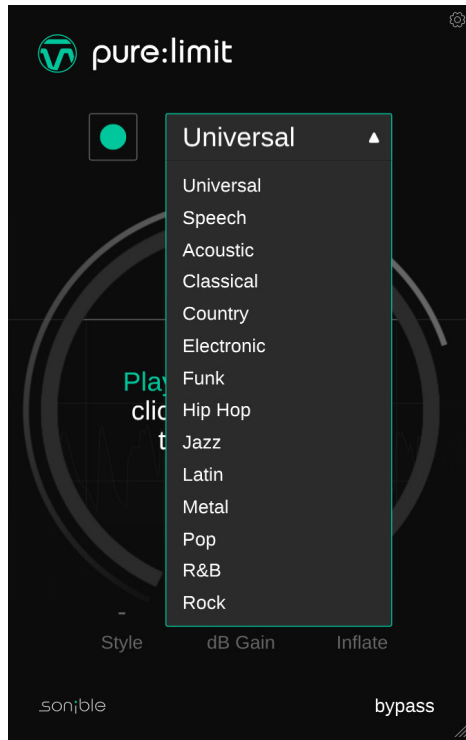 pure:limit
Universal
Universal
Speech
Acoustic
Classical
Country
Electronic
Funk
Hip Hop
Jazz
Latin
Metal
Pop
R&B
Rock
Style
dB Gain
Inflate
sonible
bypass